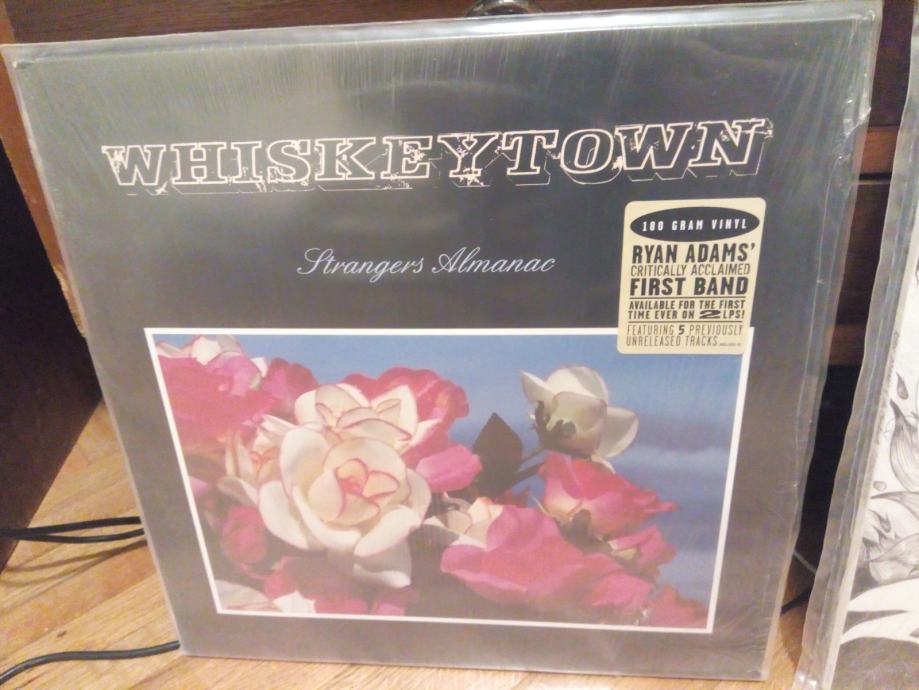 WHISKEYTOWN
Strangers Almanac
180 GRAM VINYL
RYAN ADAMS'
CRITICALLY ACCLAIMED
FIRST BAND
AVAILABLE FOR THE FIRST
TIME EVER ON 2 LPS!
FEATURING 5 PREVIOUSLY
UNRELEASED TRACKS